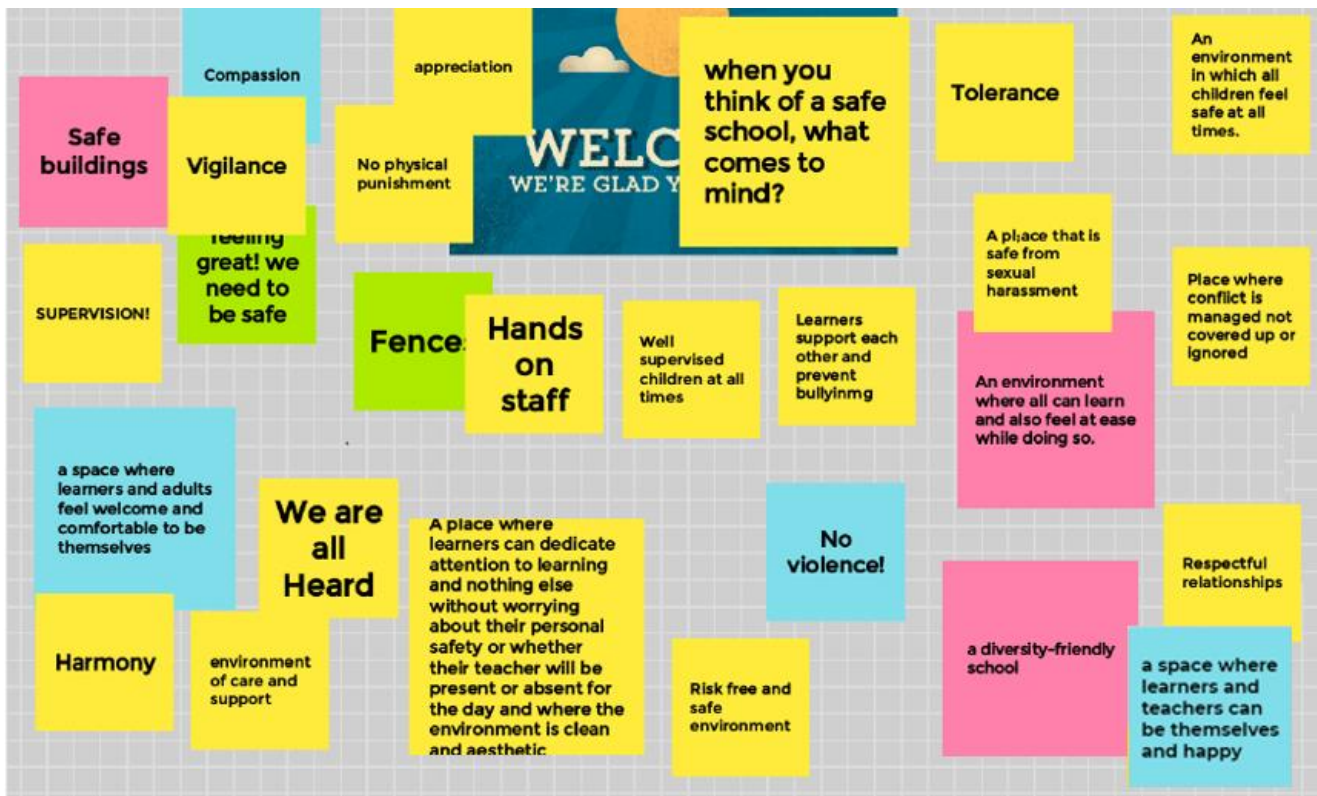 Compassion
appreciation
WELC
WE'RE GLAD Y
when you
think of a safe
school, what
comes to
mind?
Tolerance
An
environment
in which all
children feel
safe at all
times.
Safe
buildings
Vigilance
No physical
punishment
feeling
great! we
need to
be safe
SUPERVISION!
Fence
Hands
on
staff
Well
supervised
children at all
times
Learners
support each
other and
prevent
bullyinmg
A pl;ace that is
safe from
sexual
harassment
Place where
conflict is
managed not
covered up or
ignored
An environment
where all can learn
and also feel at ease
while doing so.
a space where
learners and adults
feel welcome and
comfortable to be
themselves
We are
all
Heard
A place where
learners can dedicate
attention to learning
and nothing else
without worrying
about their personal
safety or whether
their teacher will be
present or absent for
the day and where the
environment is clean
and aesthetic
No
violence!
Respectful
relationships
Harmony
environment
of care and
support
Risk free and
safe
environment
a diversity-friendly
school
a space where
learners and
teachers can
be themselves
and happy